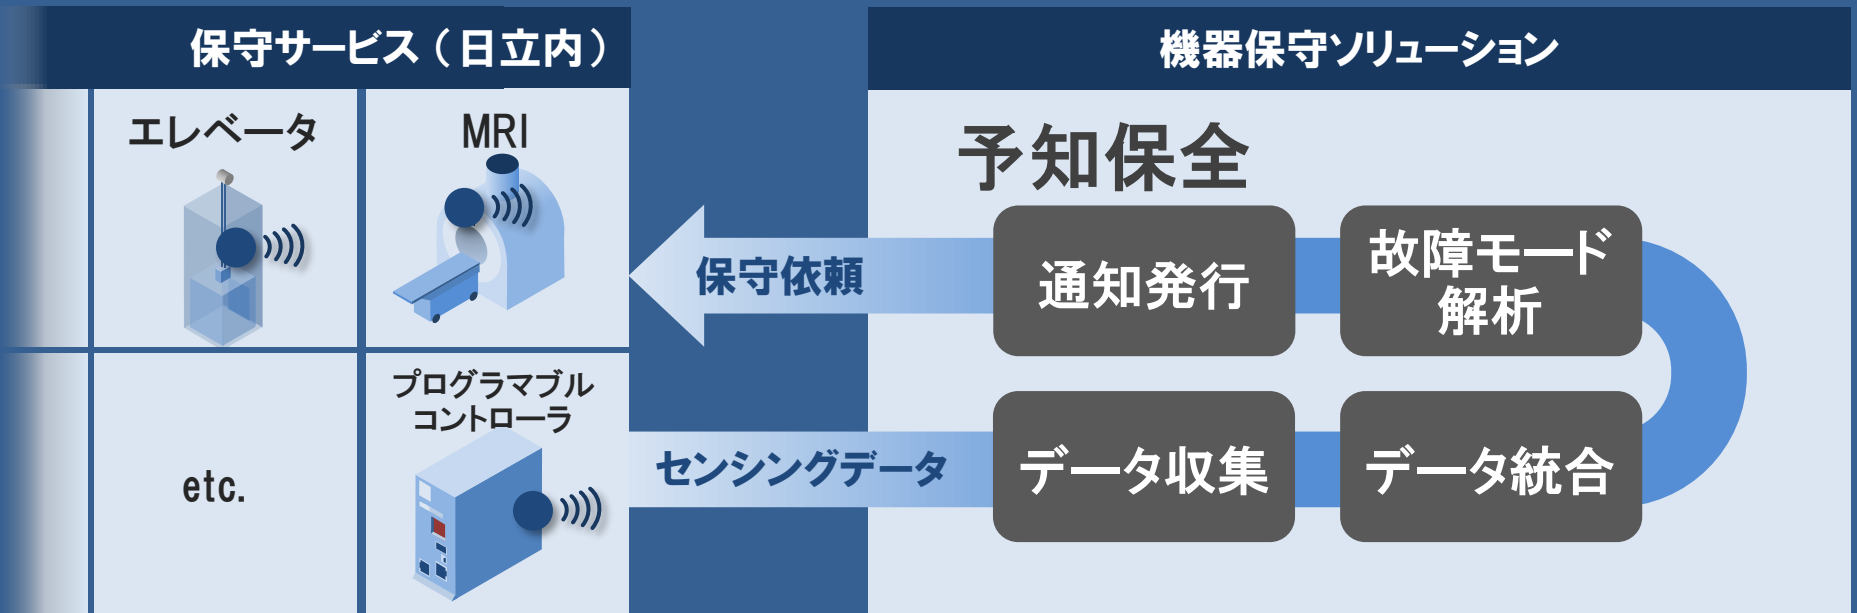 保守サービス（日立内）
エレベータ
MRI
etc.
プログラマブル
コントローラ
機器保守ソリューション
予知保全
保守依頼
通知発行
故障モード
解析
センシングデータ
データ収集
データ統合